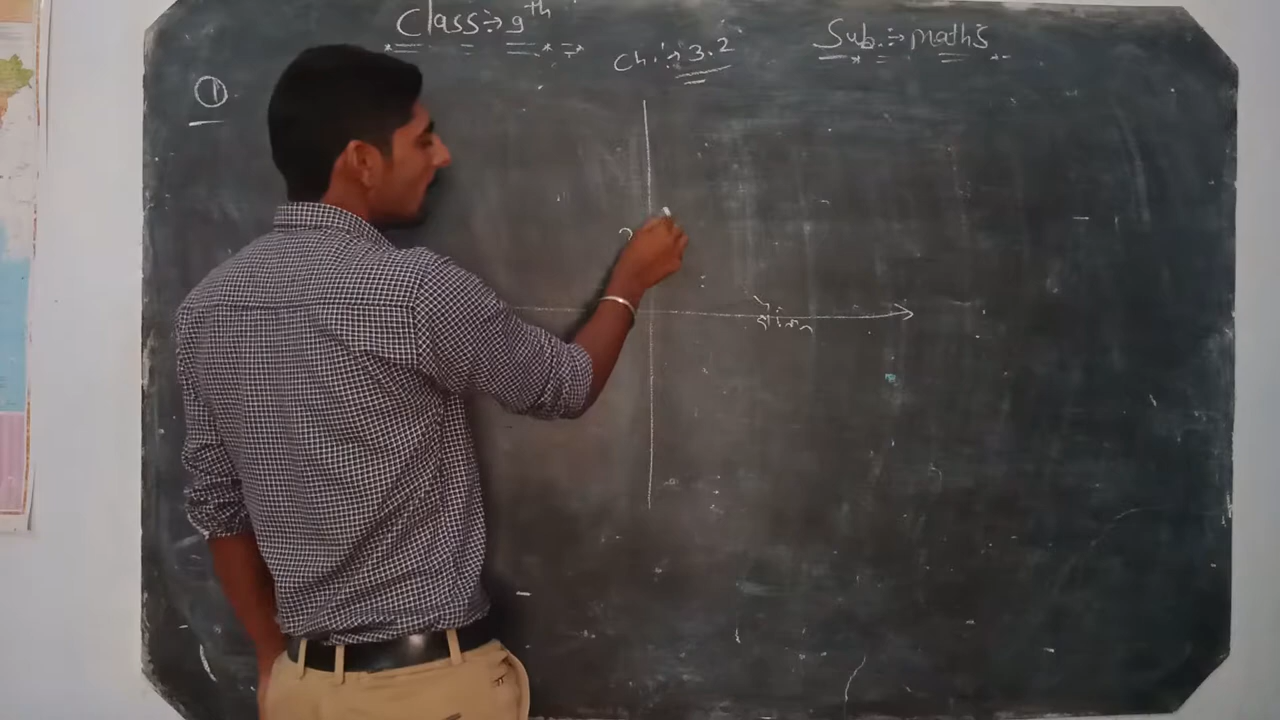 Class:- 9th
Sub.:- maths
Ch.:- 3.2
①